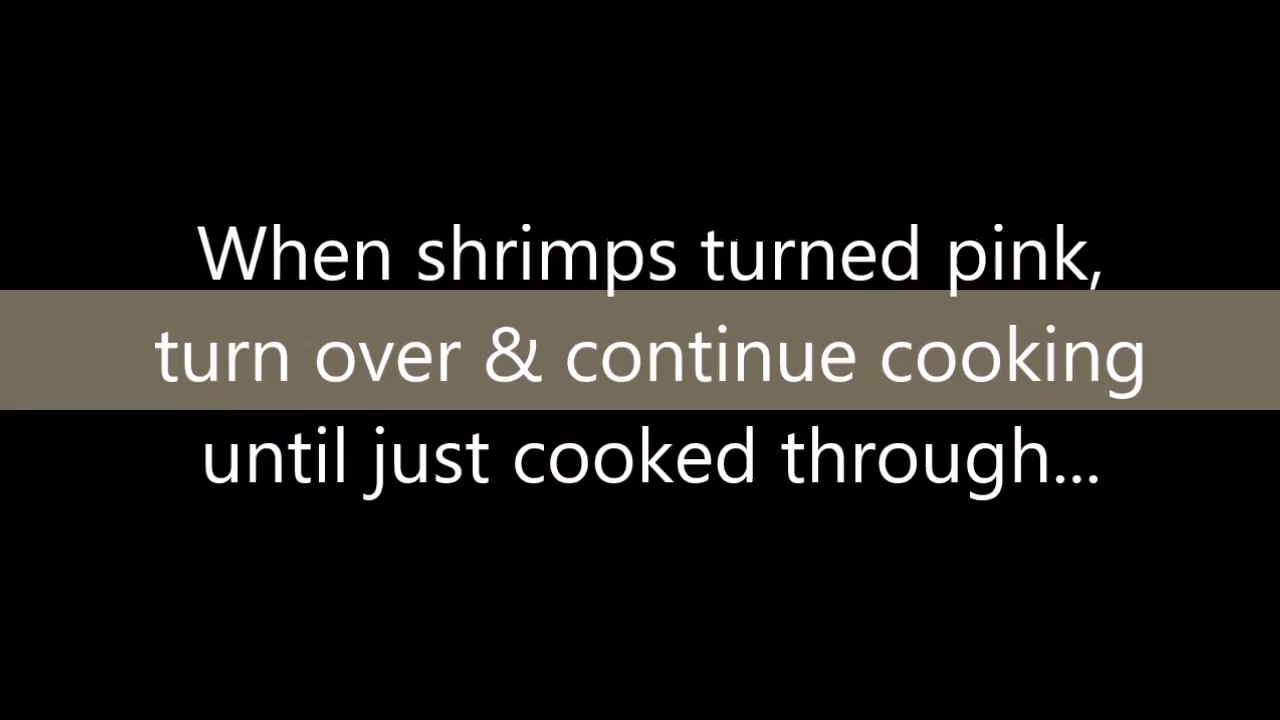 When shrimps turned pink,
turn over & continue cooking
until just cooked through...